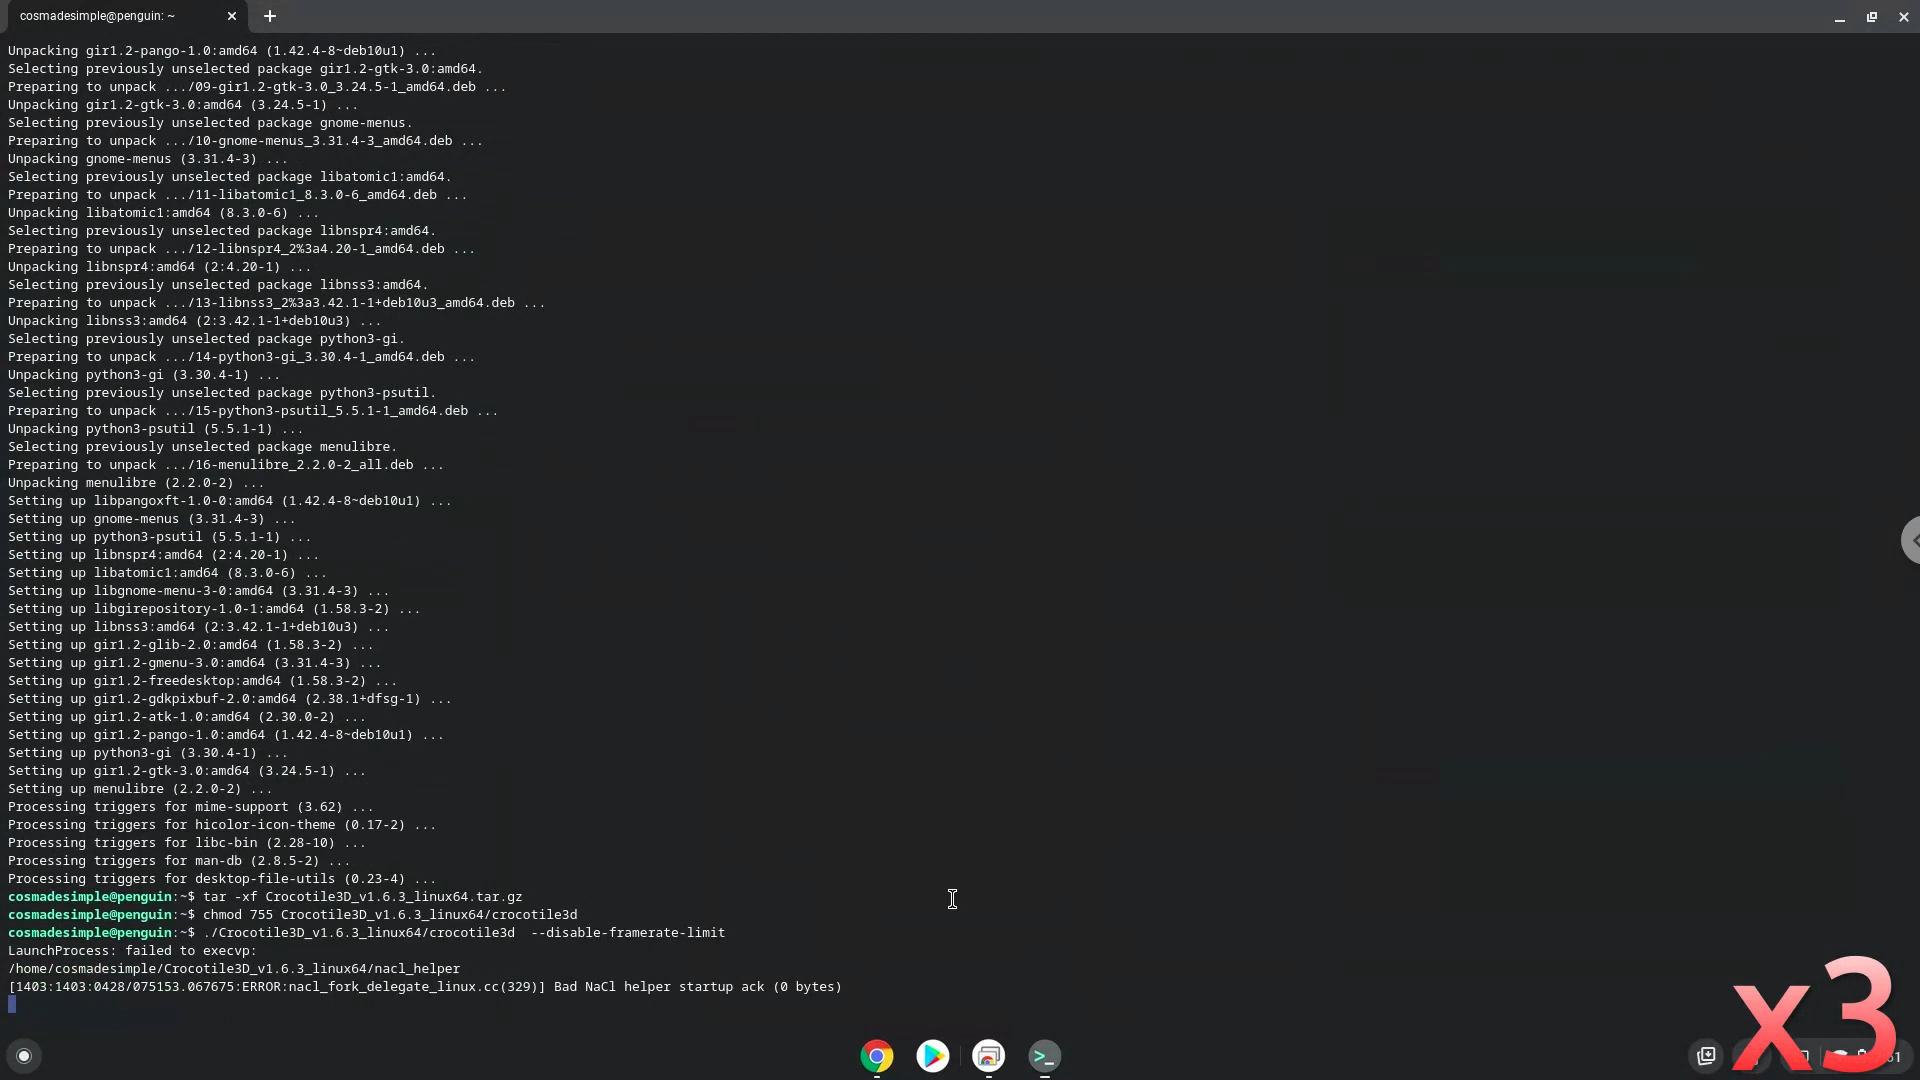 cosmadesimple@penguin: ~
Unpacking gir1.2-pango-1.0:amd64 (1.42.4-8~deb10u1) ...
Selecting previously unselected package gir1.2-gtk-3.0:amd64.
Preparing to unpack .../09-gir1.2-gtk-3.0_3.24.5-1_amd64.deb ...
Unpacking gir1.2-gtk-3.0:amd64 (3.24.5-1) ...
Selecting previously unselected package gnome-menus.
Preparing to unpack .../10-gnome-menus_3.31.4-3_amd64.deb ...
Unpacking gnome-menus (3.31.4-3) ...
Selecting previously unselected package libatomic1:amd64.
Preparing to unpack .../11-libatomic1_8.3.0-6_amd64.deb ...
Unpacking libatomic1:amd64 (8.3.0-6) ...
Selecting previously unselected package libnspr4:amd64.
Preparing to unpack .../12-libnspr4_2%3a4.20-1_amd64.deb ...
Unpacking libnspr4:amd64 (2:4.20-1) ...
Selecting previously unselected package libnss3:amd64.
Preparing to unpack .../13-libnss3_2%3a3.42.1-1+deb10u3_amd64.deb ...
Unpacking libnss3:amd64 (2:3.42.1-1+deb10u3) ...
Selecting previously unselected package python3-gi.
Preparing to unpack .../14-python3-gi_3.30.4-1_amd64.deb ...
Unpacking python3-gi (3.30.4-1) ...
Selecting previously unselected package python3-psutil.
Preparing to unpack .../15-python3-psutil_5.5.1-1_amd64.deb ...
Unpacking python3-psutil (5.5.1-1) ...
Selecting previously unselected package menulibre.
Preparing to unpack .../16-menulibre_2.2.0-2_all.deb ...
Unpacking menulibre (2.2.0-2) ...
Setting up libpangoxft-1.0-0:amd64 (1.42.4-8~deb10u1) ...
Setting up gnome-menus (3.31.4-3) ...
Setting up python3-psutil (5.5.1-1) ...
Setting up libnspr4:amd64 (2:4.20-1) ...
Setting up libatomic1:amd64 (8.3.0-6) ...
Setting up libgnome-menu-3-0:amd64 (3.31.4-3) ...
Setting up libgirepository-1.0-1:amd64 (1.58.3-2) ...
Setting up libnss3:amd64 (2:3.42.1-1+deb10u3) ...
Setting up gir1.2-glib-2.0:amd64 (1.58.3-2) ...
Setting up gir1.2-gmenu-3.0:amd64 (3.31.4-3) ...
Setting up gir1.2-freedesktop:amd64 (1.58.3-2) ...
Setting up gir1.2-gdkpixbuf-2.0:amd64 (2.38.1+dfsg-1) ...
Setting up gir1.2-atk-1.0:amd64 (2.30.0-2) ...
Setting up gir1.2-pango-1.0:amd64 (1.42.4-8~deb10u1) ...
Setting up python3-gi (3.30.4-1) ...
Setting up gir1.2-gtk-3.0:amd64 (3.24.5-1) ...
Setting up menulibre (2.2.0-2) ...
Processing triggers for mime-support (3.62) ...
Processing triggers for hicolor-icon-theme (0.17-2) ...
Processing triggers for libc-bin (2.28-10) ...
Processing triggers for man-db (2.8.5-2) ...
Processing triggers for desktop-file-utils (0.23-4) ...
cosmadesimple@penguin:~$ tar -xf Crocotile3D_v1.6.3_linux64.tar.gz
cosmadesimple@penguin:~$ chmod 755 Crocotile3D_v1.6.3_linux64/crocotile3d
cosmadesimple@penguin:~$ ./Crocotile3D_v1.6.3_linux64/crocotile3d  --disable-framerate-limit
LaunchProcess: failed to execvp:
/home/cosmadesimple/Crocotile3D_v1.6.3_linux64/nacl_helper
[1403:1403:0428/075153.067675:ERROR:nacl_fork_delegate_linux.cc(329)] Bad NaCl helper startup ack (0 bytes)
x3